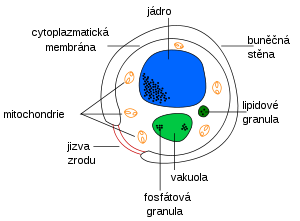 jádro
cytoplazmatická
membrána
buněčná
stěna
mitochondrie
lipidové
granula
jizva
zrodu
vakuola
fosfátová
granula